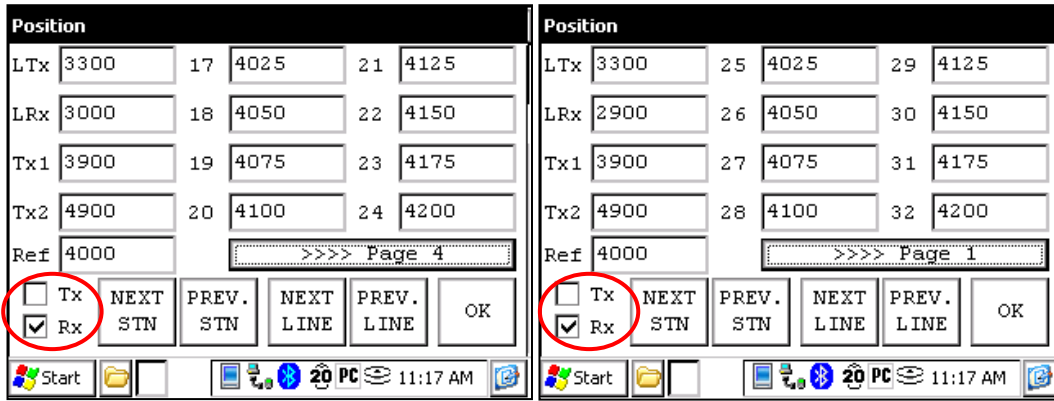 Position
LTx 3300 17 4025 21 4125
LRx 3000 18 4050 22 4150
Tx1 3900 19 4075 23 4175
Tx2 4900 20 4100 24 4200
Ref 4000 >>>> Page 4
Tx
Rx
NEXT STN
PREV. STN
NEXT LINE
PREV. LINE
OK
Start 20 PC 11:17 AM
Position
LTx 3300 25 4025 29 4125
LRx 2900 26 4050 30 4150
Tx1 3900 27 4075 31 4175
Tx2 4900 28 4100 32 4200
Ref 4000 >>>> Page 1
Tx
Rx
NEXT STN
PREV. STN
NEXT LINE
PREV. LINE
OK
Start 20 PC 11:17 AM